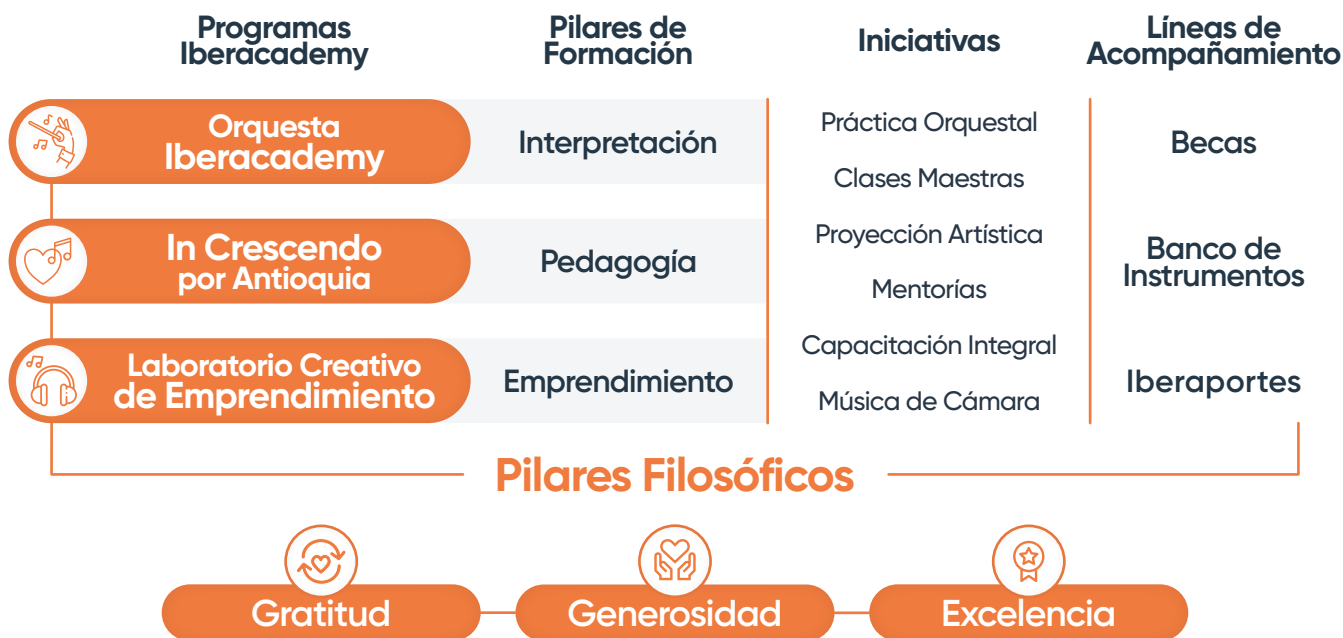 Programas
Iberacademy
Pilares de
Formación
Iniciativas
Líneas de
Acompañamiento
Orquesta
Iberacademy
Interpretación
In Crescendo
por Antioquia
Pedagogía
Laboratorio Creativo
de Emprendimiento
Emprendimiento
Práctica Orquestal
Clases Maestras
Proyección Artística
Mentorías
Capacitación Integral
Música de Cámara
Becas
Banco de
Instrumentos
Iberaportes
Pilares Filosóficos
Gratitud
Generosidad
Excelencia